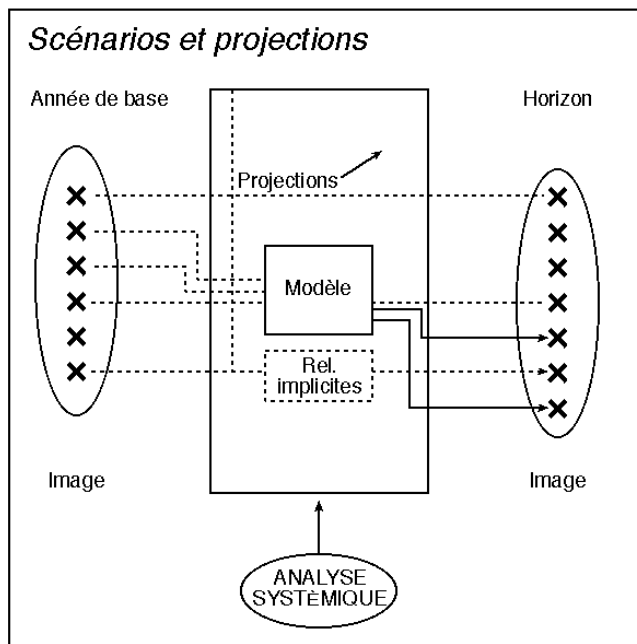 Scénarios et projections
Année de base
Horizon
Projections
Modèle
Rel.
implicites
Image
Image
ANALYSE
SYSTÈMIQUE